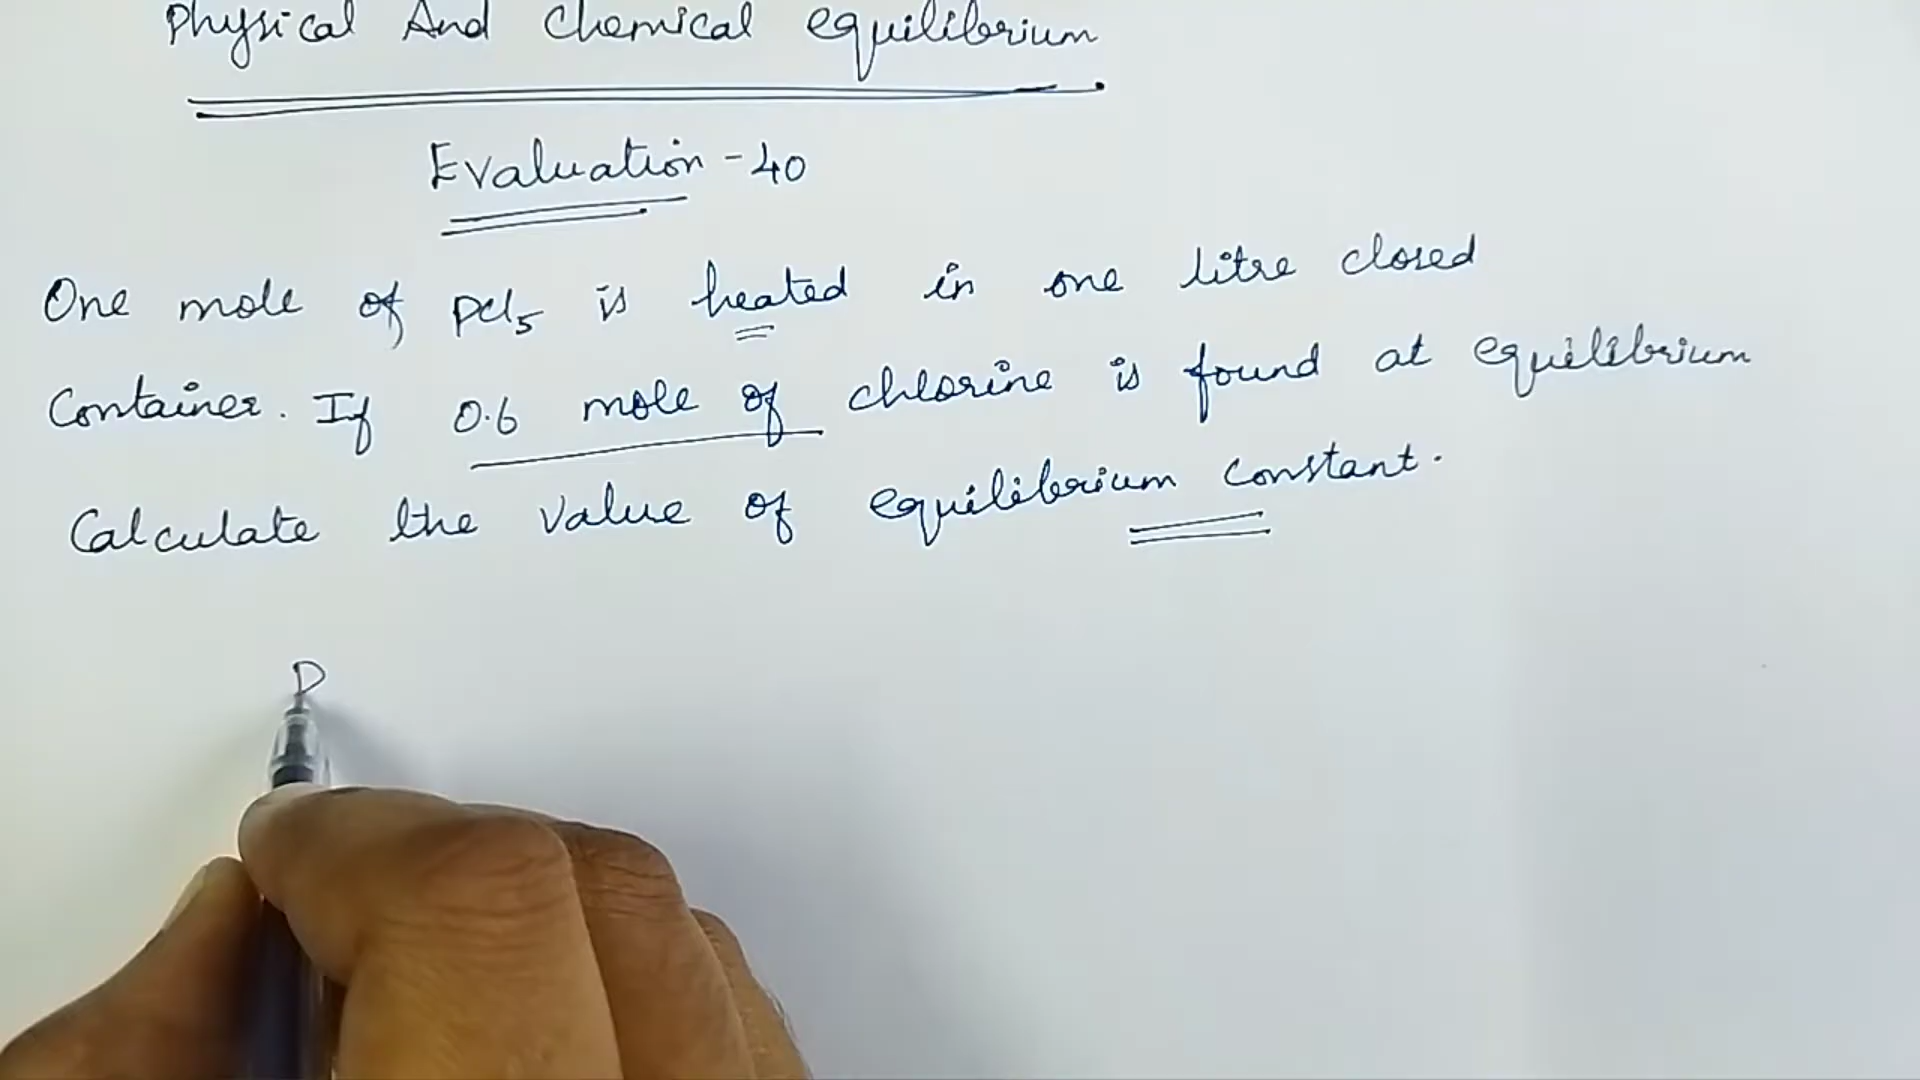 Physical And Chemical equilibrium
Evaluation - 40
One mole of PCl5 is heated in one litre closed
Container. If 0.6 mole of chlorine is found at equilibrium
Calculate the value of equilibrium constant.
P